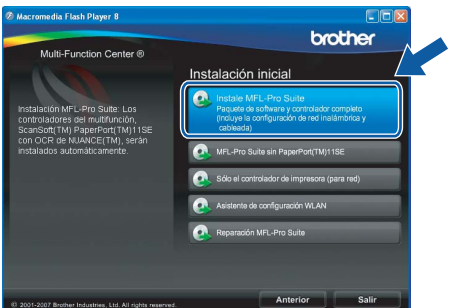 Macromedia Flash Player 8
brother
Multi-Function Center ®
Instalación inicial
Instalación MFL-Pro Suite: Los
controladores del multifunción,
ScanSoft(TM) PaperPort(TM)11SE
con OCR de NUANCE(TM), serán
instalados automáticamente.
Instale MFL-Pro Suite
Paquete de software y controlador completo
(incluye la configuración de red inalámbrica y
cableada)
MFL-Pro Suite sin PaperPort(TM)11SE
Sólo el controlador de impresora (para red)
Asistente de configuración WLAN
Reparación MFL-Pro Suite
© 2001-2007 Brother Industries, Ltd. All rights reserved.
Anterior
Salir